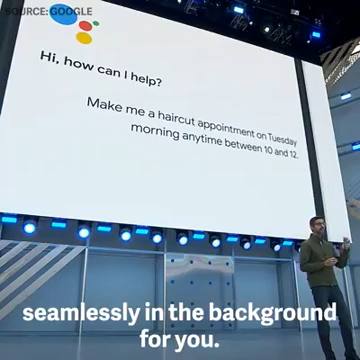 SOURCE: GOOGLE
Hi, how can I help?
Make me a haircut appointment on Tuesday
morning anytime between 10 and 12.
seamlessly in the background
for you.